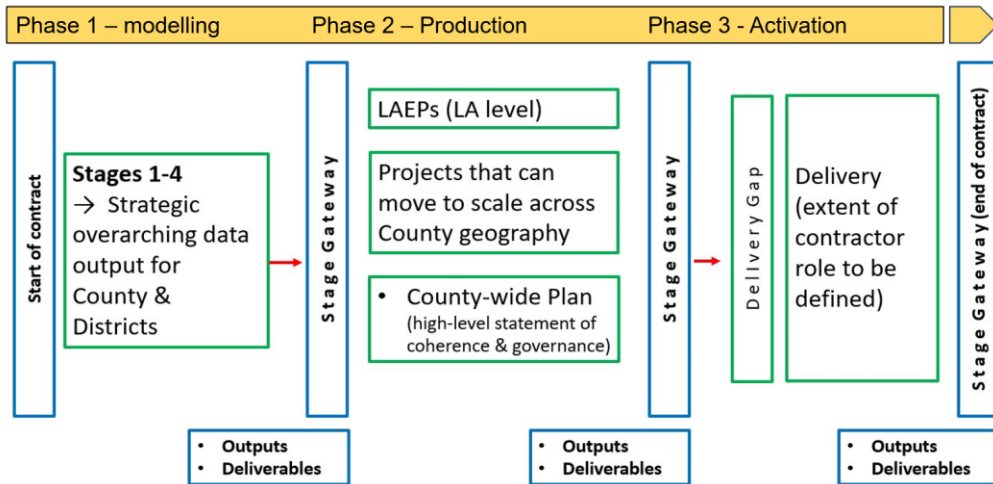 Phase 1 – modelling
Phase 2 – Production
Phase 3 - Activation
Start of contract
Stages 1-4
→ Strategic
overarching data
output for
County &
Districts
Stage Gateway
LAEPs (LA level)
Projects that can
move to scale across
County geography
• County-wide Plan
(high-level statement of
coherence & governance)
Stage Gateway
Delivery Gap
Delivery
(extent of
contractor
role to be
defined)
Stage Gateway (end of contract)
• Outputs
• Deliverables
• Outputs
• Deliverables
• Outputs
• Deliverables